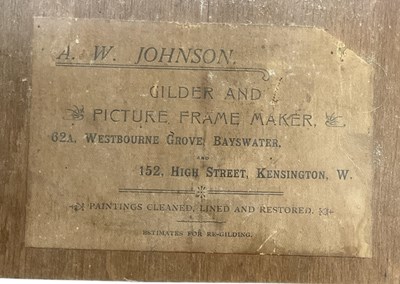 A. W. JOHNSON.
GILDER AND
PICTURE FRAME MAKER,
62A, WESTBOURNE GROVE, BAYSWATER,
AND
152, HIGH STREET, KENSINGTON, W.
PAINTINGS CLEANED, LINED AND RESTORED.
ESTIMATES FOR RE-GILDING.